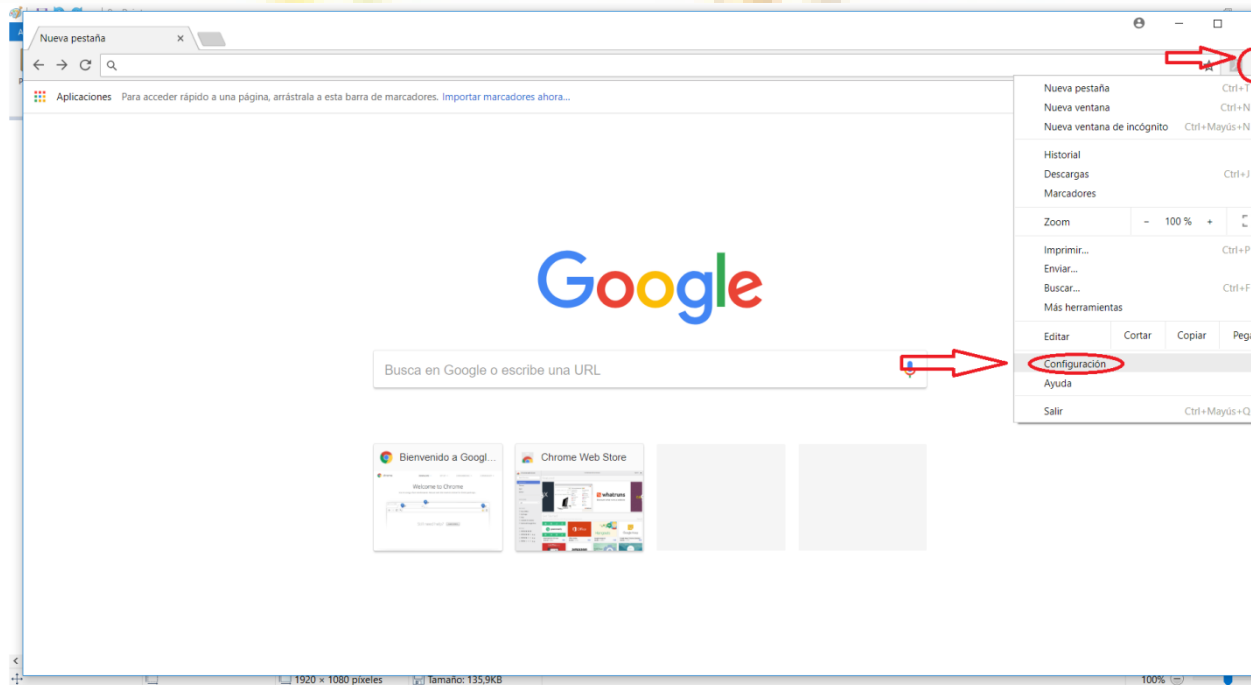 Nueva pestaña
Aplicaciones Para acceder rápido a una página, arrástrala a esta barra de marcadores. Importar marcadores ahora...
Nueva pestaña Ctrl+T
Nueva ventana Ctrl+N
Nueva ventana de incógnito Ctrl+Mayús+N
Historial
Descargas Ctrl+J
Marcadores
Zoom - 100 % +
Imprimir... Ctrl+P
Enviar...
Buscar... Ctrl+F
Más herramientas
Editar Cortar Copiar Pega
Configuración
Ayuda
Salir Ctrl+Mayús+Q
Google
Busca en Google o escribe una URL
Bienvenido a Googl... Chrome Web Store
Welcome to Chrome
whatruns
Office
1920 × 1080 píxeles Tamaño: 135,9KB 100%